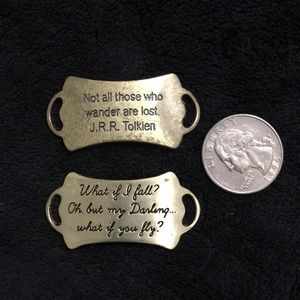 Not all those who
wander are lost.
J.R.R. Tolkien
What if I fall?
Oh, but my Darling...
what if you fly?
LIBERTY